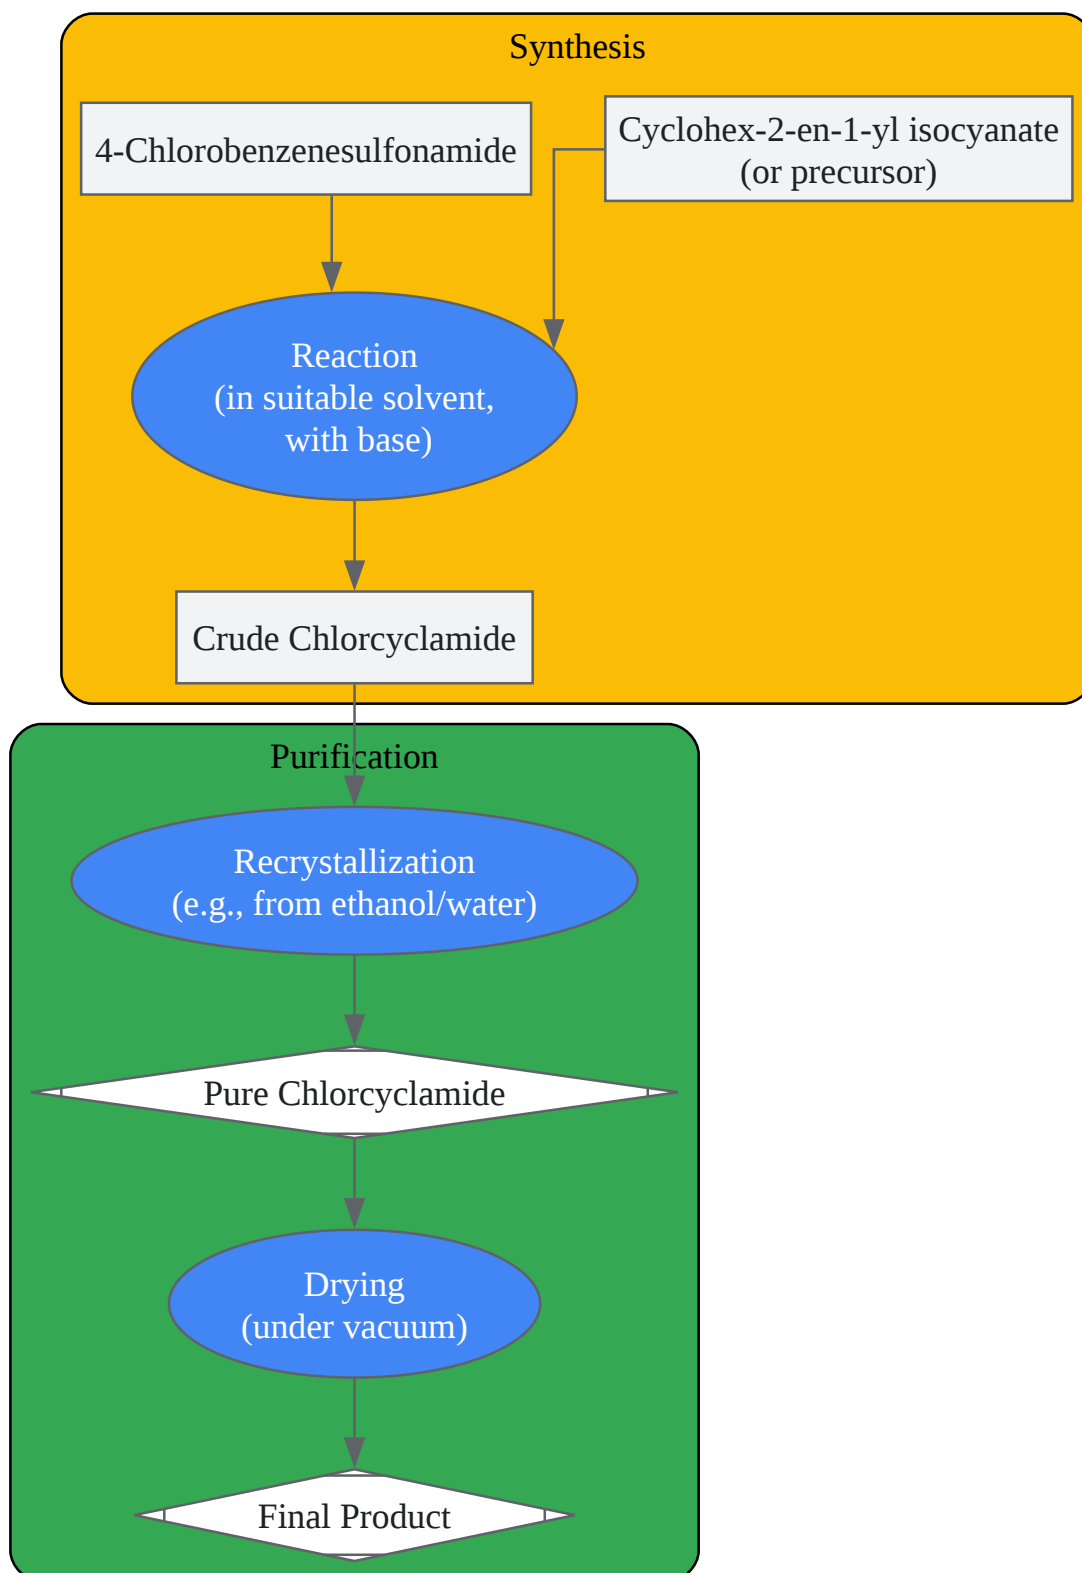 Synthesis
4-Chlorobenzenesulfonamide
Cyclohex-2-en-1-yl isocyanate
(or precursor)
Reaction
(in suitable solvent,
with base)
Crude Chlorcyclamide
Purification
Recrystallization
(e.g., from ethanol/water)
Pure Chlorcyclamide
Drying
(under vacuum)
Final Product